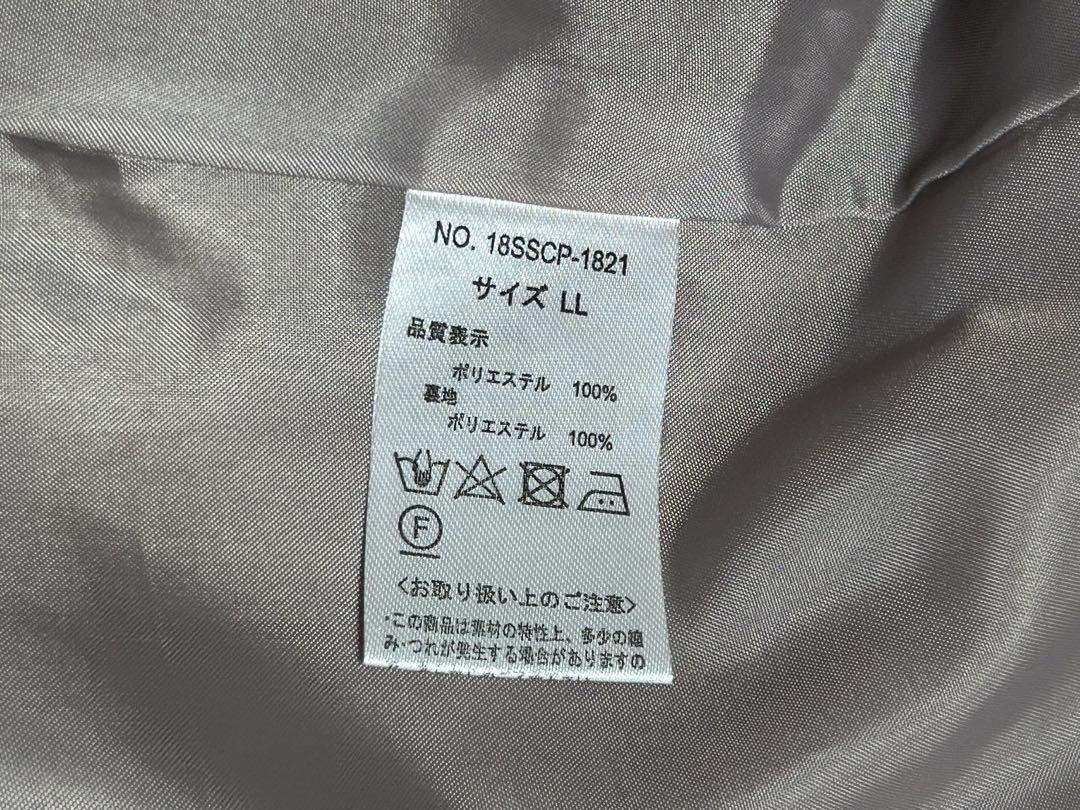 NO. 18SSCP-1821
サイズ LL
品質表示
ポリエステル 100%
裏地
ポリエステル 100%
F
<お取り扱い上のご注意>
・この商品は素材の特性上、多少の縮
み・つれが発生する場合がありますの